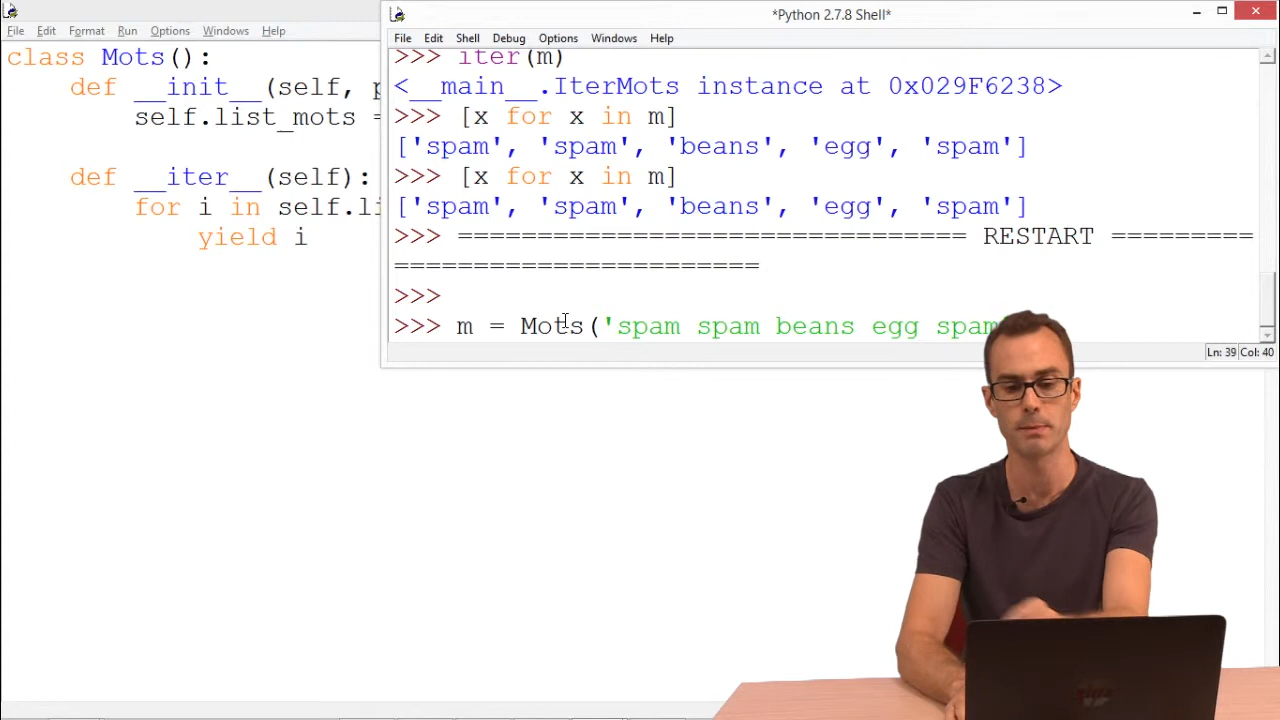 *Python 2.7.8 Shell*
File Edit Format Run Options Windows Help
class Mots():
def __init__(self,
self.list_mots =
def __iter__(self):
for i in
yield i
File Edit Shell Debug Options Windows Help
>>> iter(m)
<__main__.IterMots instance at 0x029F6238>
>>> [x for x in m]
['spam', 'spam', 'beans', 'egg', 'spam']
>>> [x for x in m]
['spam', 'spam', 'beans', 'egg', 'spam']
>>> ================================ RESTART =========
=======================
>>>
>>> m = Mots('spam spam beans egg spam
Ln: 39 Col: 40